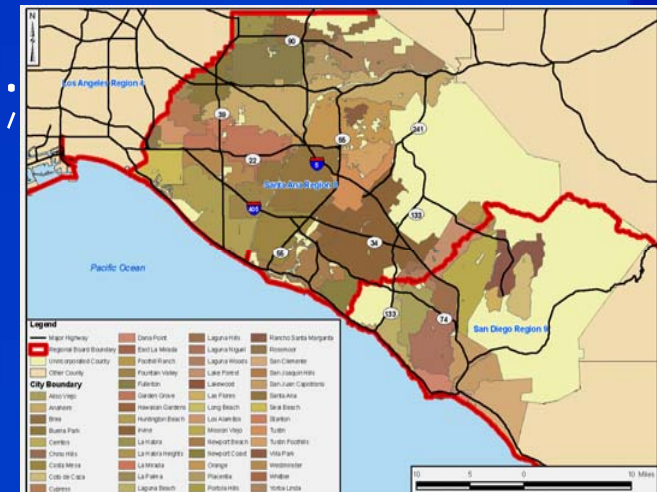 N
Los Angeles Region 4
90
39
55
241
22
5
Santa Ana Region
405
133
34
55
Pacific Ocean
133
74
San Diego Region 9
Legend
Major Highway
Regional Board Boundary
Unincorporated County
Other County
City Boundary
Aliso Viejo
Anaheim
Brea
Buena Park
Cerritos
Chino Hills
Costa Mesa
Coto de Caza
Cypress
Dana Point
East La Mirada
Foothill Ranch
Fountain Valley
Fullerton
Garden Grove
Hawaiian Gardens
Huntington Beach
Irvine
La Habra
La Habra Heights
La Mirada
La Palma
Laguna Beach
Laguna Hills
Laguna Niguel
Laguna Woods
Lake Forest
Lakewood
Las Flores
Long Beach
Los Alamitos
Mission Viejo
Newport Beach
Newport Coast
Orange
Placentia
Portola Hills
Rancho Santa Margarita
Rossmoor
San Clemente
San Joaquin Hills
San Juan Capistrano
Santa Ana
Seal Beach
Stanton
Tustin
Tustin Foothills
Villa Park
Westminster
Whittier
Yorba Linda
10 5 0 10 Miles